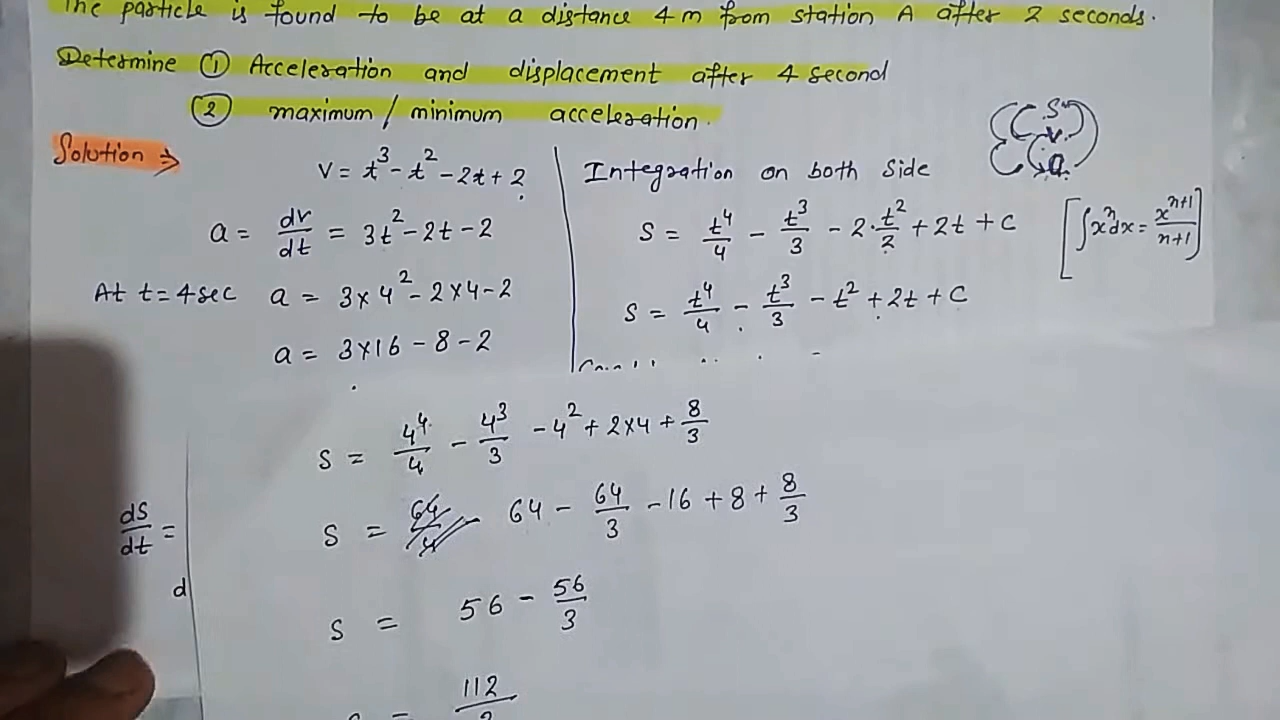 The particle is found to be at a distance 4 m from station A after 2 seconds.
Determine ① Acceleration and displacement after 4 second
② maximum / minimum acceleration.
Solution ⇒
v = t³ - t² - 2t + 2
a = dv/dt = 3t² - 2t - 2
At t = 4 sec a = 3 × 4² - 2 × 4 - 2
a = 3 × 16 - 8 - 2
Integration on both side
S V a
S = t⁴/4 - t³/3 - 2·t²/2 + 2t + C [∫xⁿdx = xⁿ⁺¹/n+1]
S = t⁴/4 - t³/3 - t² + 2t + C
S = 4⁴/4 - 4³/3 - 4² + 2×4 + 8/3
S = 64 - 64/3 - 16 + 8 + 8/3
S = 56 - 56/3
112
dS/dt =
d